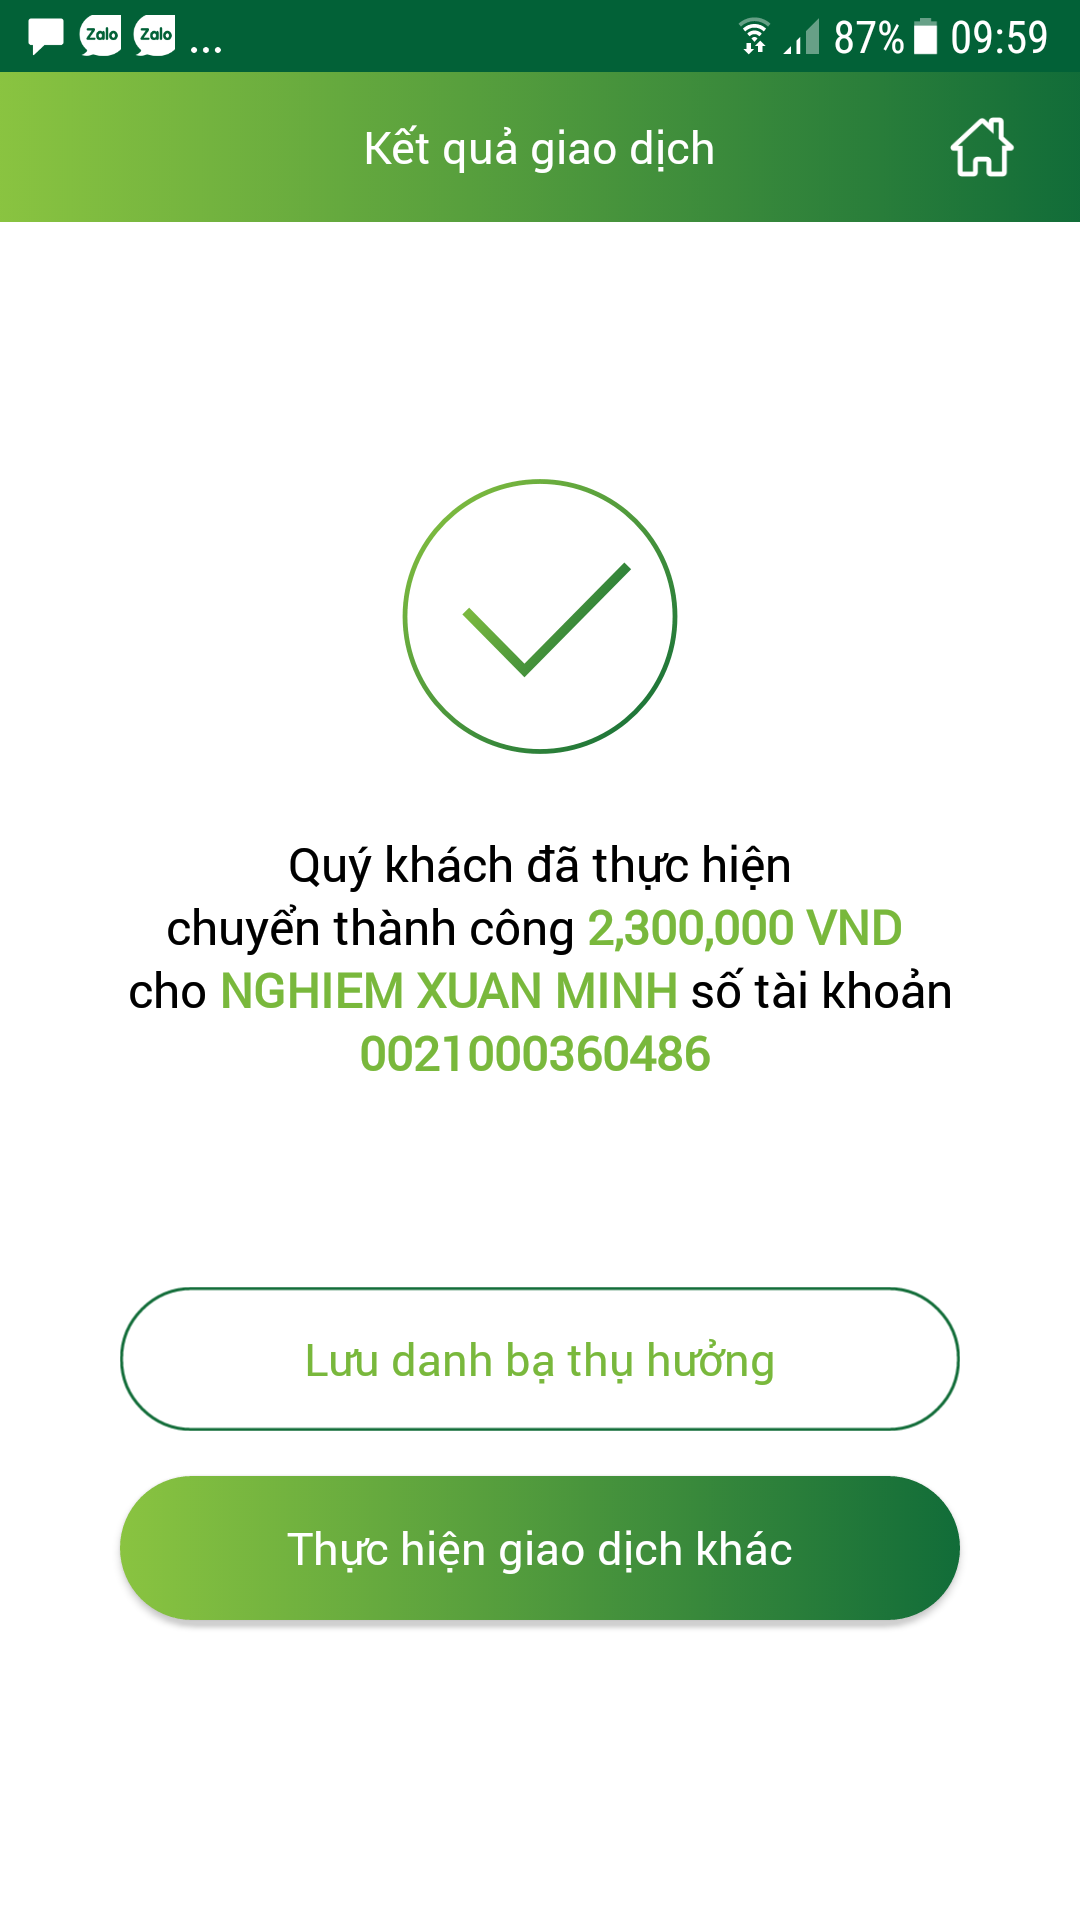 Zalo Zalo ... 87% 09:59
Kết quả giao dịch
Quý khách đã thực hiện
chuyển thành công 2,300,000 VND
cho NGHIEM XUAN MINH số tài khoản
0021000360486
Lưu danh bạ thụ hưởng
Thực hiện giao dịch khác